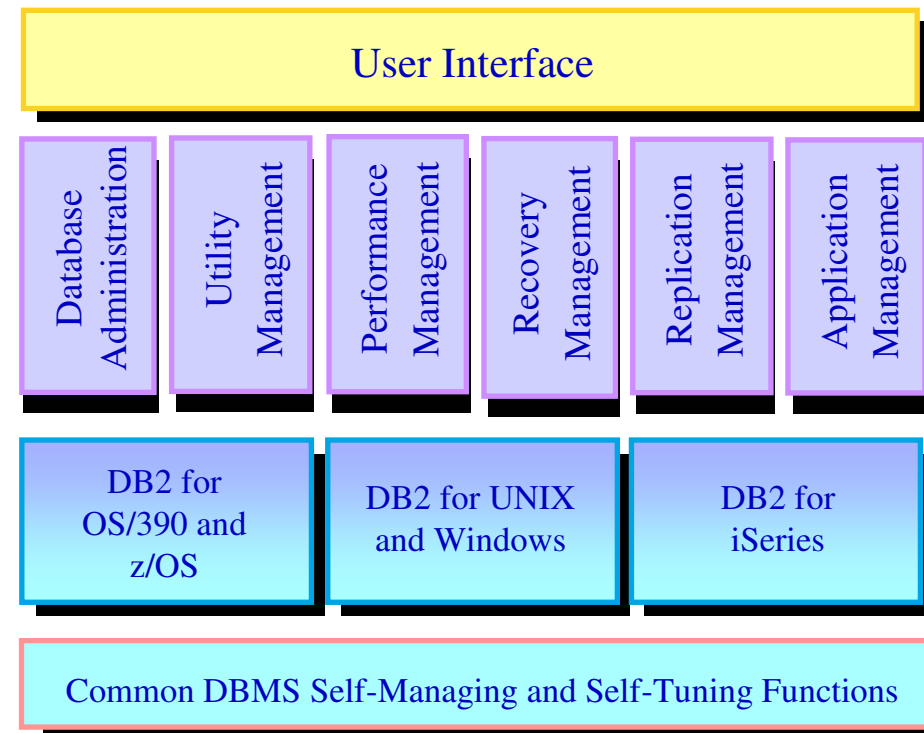 User Interface
Database
Administration
Utility
Management
Performance
Management
Recovery
Management
Replication
Management
Application
Management
DB2 for
OS/390 and
z/OS
DB2 for UNIX
and Windows
DB2 for
iSeries
Common DBMS Self-Managing and Self-Tuning Functions